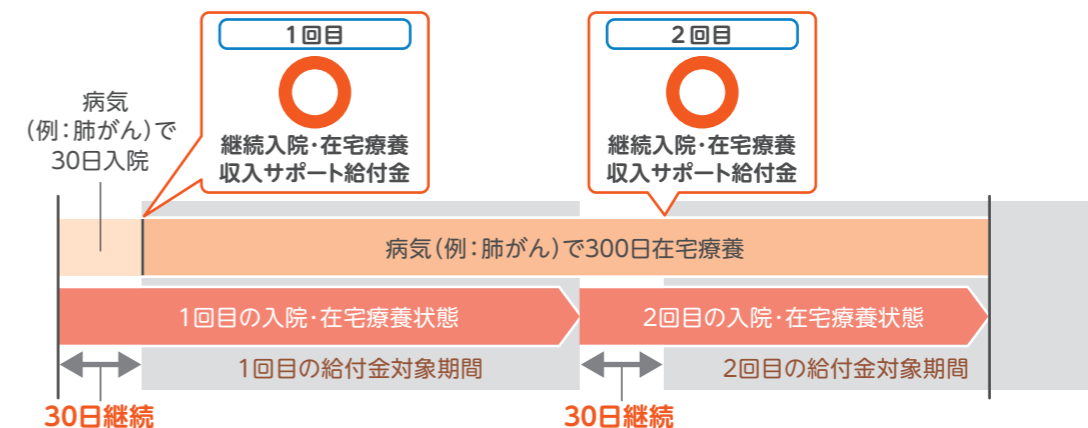 1回目
継続入院・在宅療養
収入サポート給付金
2回目
継続入院・在宅療養
収入サポート給付金
病気
(例:肺がん)で
30日入院
病気(例:肺がん)で300日在宅療養
1回目の入院・在宅療養状態
2回目の入院・在宅療養状態
1回目の給付金対象期間
2回目の給付金対象期間
30日継続
30日継続